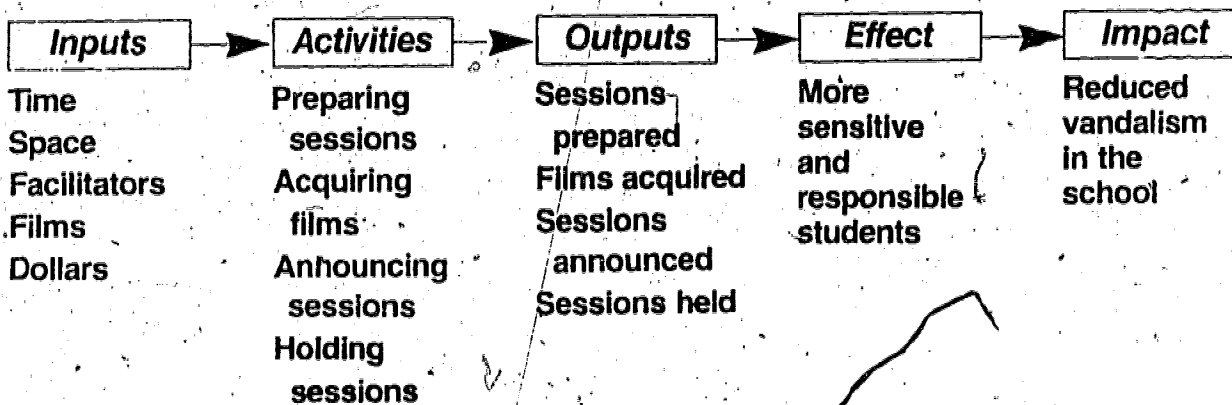 Inputs Activities Outputs Effect Impact
Time
Space
Facilitators
Films
Dollars
Preparing
sessions
Acquiring
films
Announcing
sessions
Holding
sessions
Sessions
prepared
Films acquired
Sessions
announced
Sessions held
More
sensitive
and
responsible
students
Reduced
vandalism
in the
school